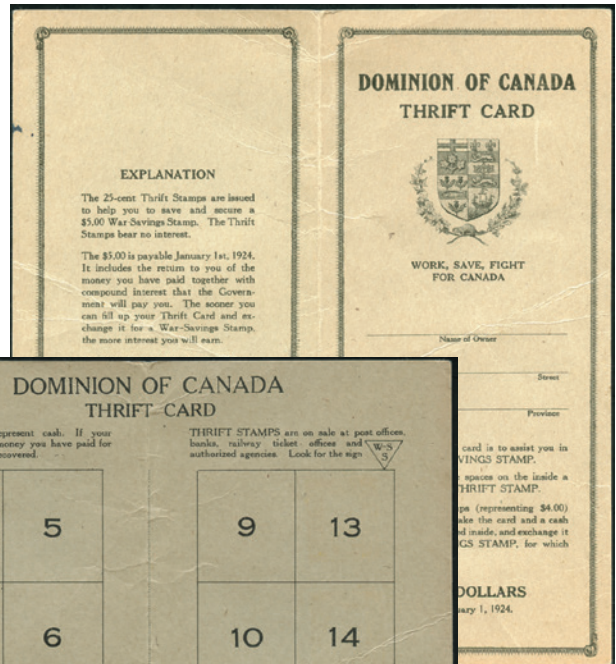 EXPLANATION
The 25-cent Thrift Stamps are issued
to help you to save and secure a
$5.00 War-Savings Stamp. The Thrift
Stamps bear no interest.
The $5.00 is payable January 1st, 1924.
It includes the return to you of the
money you have paid together with
compound interest that the Govern-
ment will pay you. The sooner you
can fill up your Thrift Card and ex-
change it for a War-Savings Stamp,
the more interest you will earn.
DOMINION OF CANADA
THRIFT CARD
WORK, SAVE, FIGHT
FOR CANADA
Name of Owner
Street
Province
card is to assist you in
STAMP.
spaces on the inside a
THRIFT STAMP.
(representing $4.00)
the card and a cash
inside, and exchange it
STAMP, for which
DOLLARS
1, 1924.
DOMINION OF CANADA
THRIFT CARD
cash. If your
money you have paid for
THRIFT STAMPS are on sale at post offices,
banks, railway ticket offices and
authorized agencies. Look for the sign
W-S
S
5
9
13
6
10
14